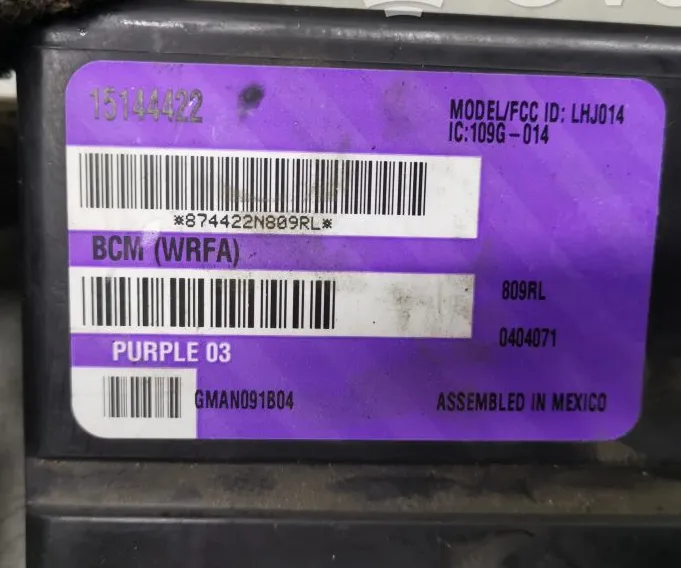 15144422
MODEL/FCC ID: LHJ014
IC:109G-014
*874422N809RL*
BCM (WRFA)
809RL
0404071
PURPLE 03
GMAN091B04
ASSEMBLED IN MEXICO